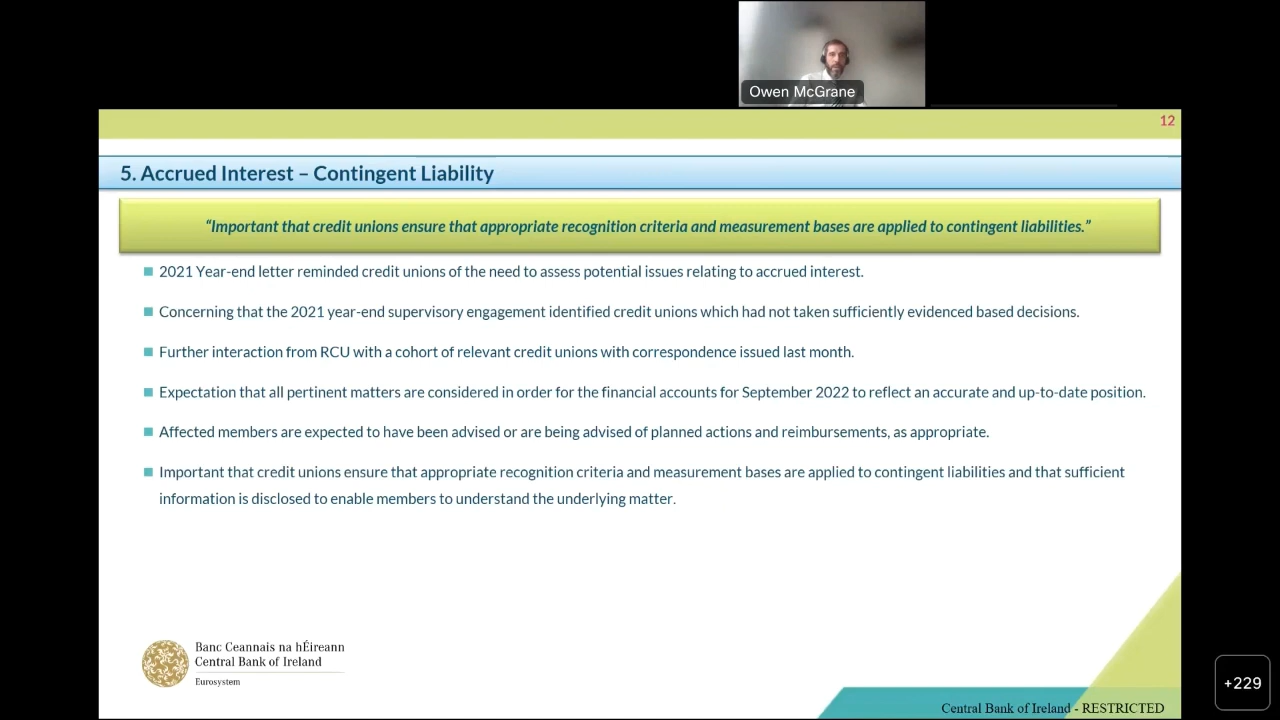 Owen McGrane
12
5. Accrued Interest – Contingent Liability
“Important that credit unions ensure that appropriate recognition criteria and measurement bases are applied to contingent liabilities.”
2021 Year-end letter reminded credit unions of the need to assess potential issues relating to accrued interest.
Concerning that the 2021 year-end supervisory engagement identified credit unions which had not taken sufficiently evidenced based decisions.
Further interaction from RCU with a cohort of relevant credit unions with correspondence issued last month.
Expectation that all pertinent matters are considered in order for the financial accounts for September 2022 to reflect an accurate and up-to-date position.
Affected members are expected to have been advised or are being advised of planned actions and reimbursements, as appropriate.
Important that credit unions ensure that appropriate recognition criteria and measurement bases are applied to contingent liabilities and that sufficient
information is disclosed to enable members to understand the underlying matter.
Banc Ceannais na hÉireann
Central Bank of Ireland
Eurosystem
+229
Central Bank of Ireland - RESTRICTED